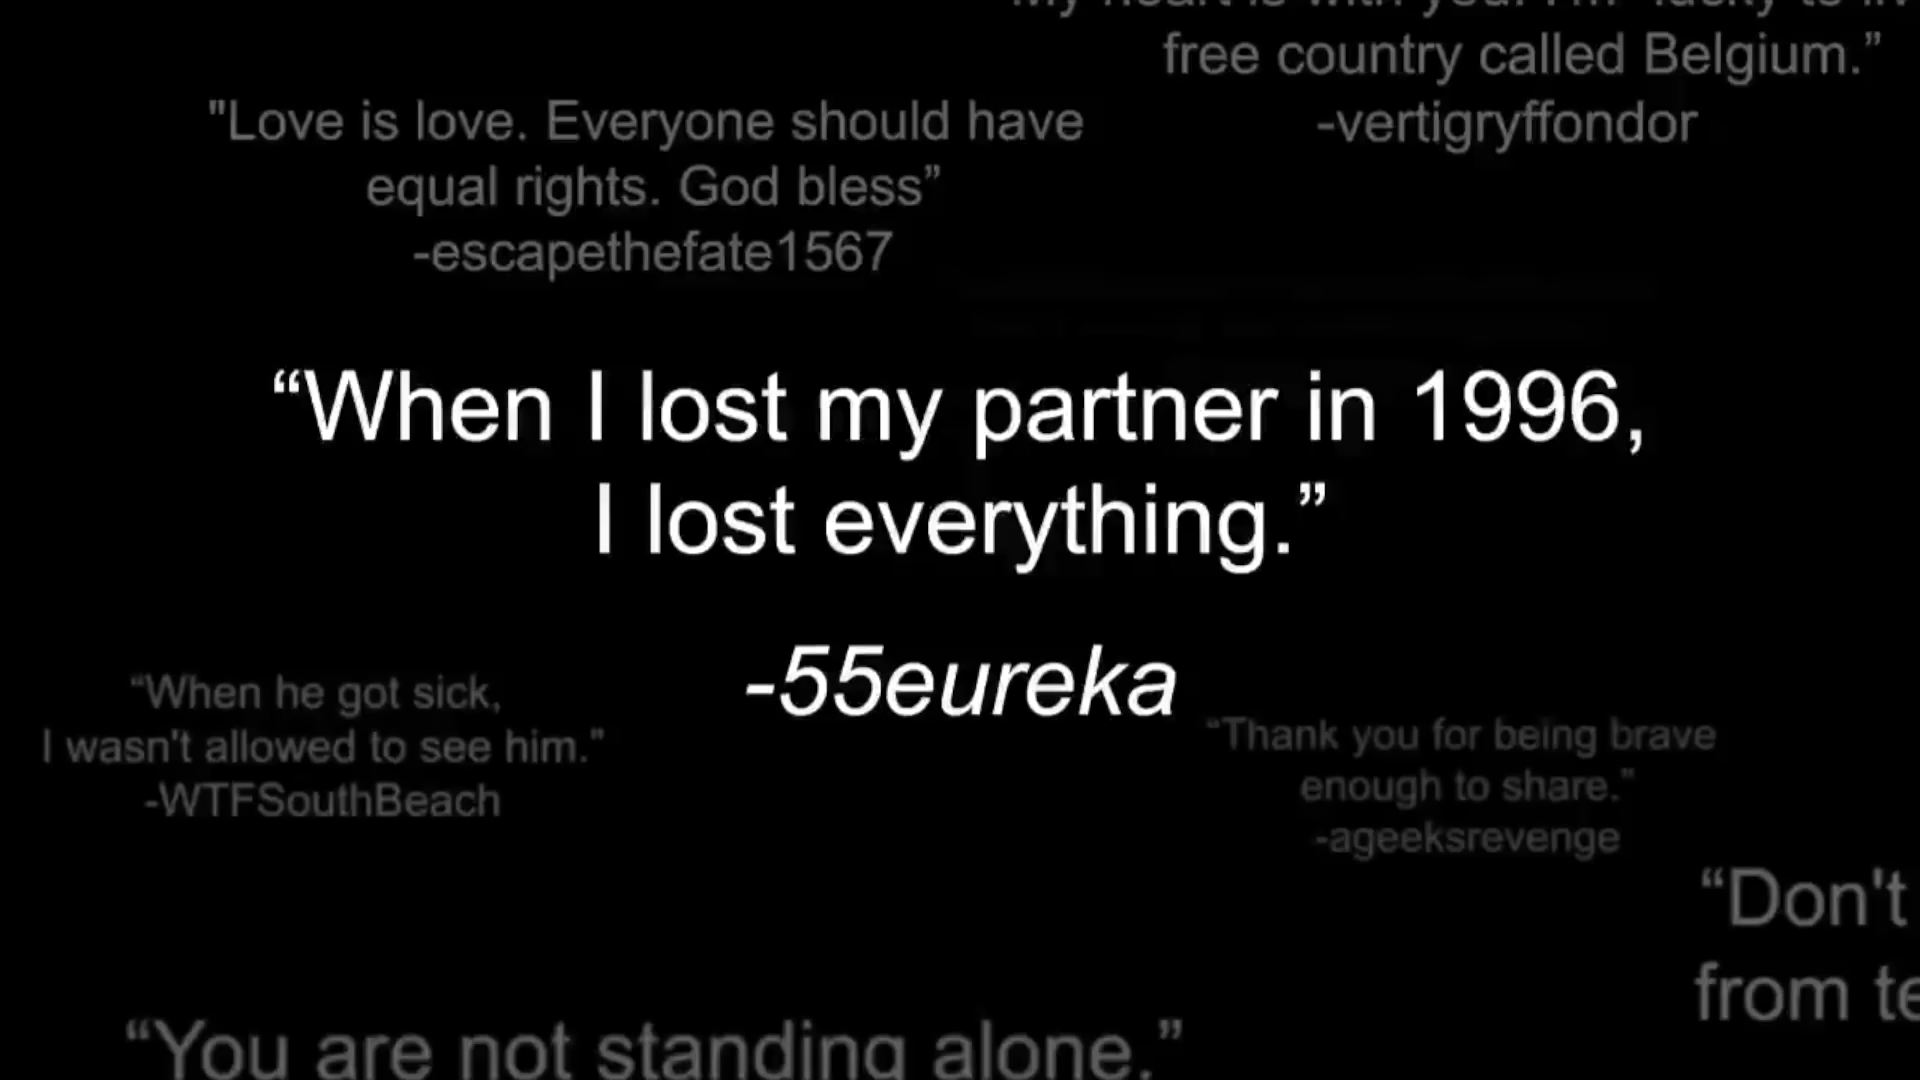 free country called Belgium.”
-vertigryffondor
"Love is love. Everyone should have
equal rights. God bless”
-escapethefate1567
“When I lost my partner in 1996,
I lost everything.”
-55eureka
“When he got sick,
I wasn't allowed to see him."
-WTFSouthBeach
“Thank you for being brave
enough to share.”
-ageeksrevenge
“Don't
from
“You are not standing alone.”